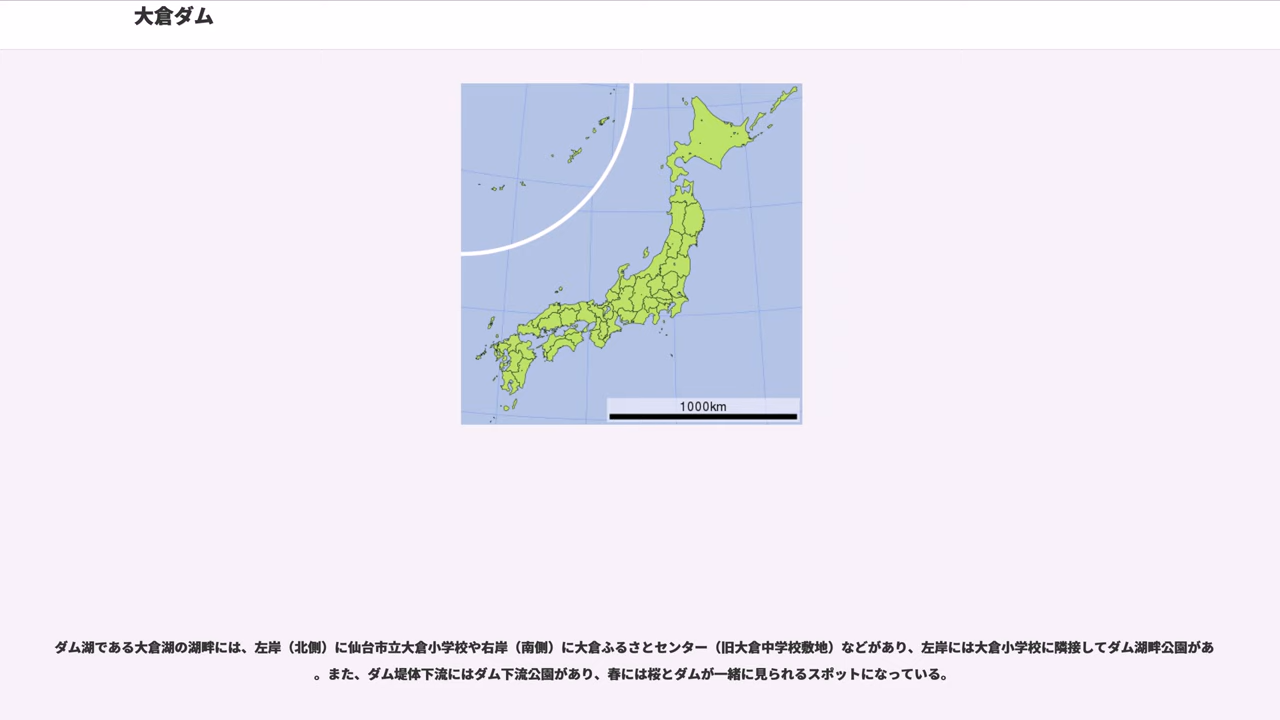 大倉ダム
1000km
ダム湖である大倉湖の湖畔には、左岸（北側）に仙台市立大倉小学校や右岸（南側）に大倉ふるさとセンター（旧大倉中学校敷地）などがあり、左岸には大倉小学校に隣接してダム湖畔公園があ
。また、ダム堤体下流にはダム下流公園があり、春には桜とダムが一緒に見られるスポットになっている。